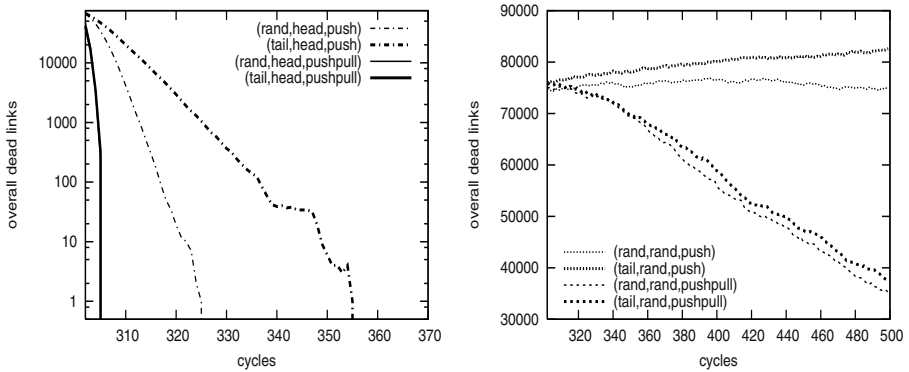 overall dead links
10000
1000
100
10
1
310
320
330
340
350
360
370
cycles
(rand,head,push)
(tail,head,push)
(rand,head,pushpull)
(tail,head,pushpull)
overall dead links
90000
80000
70000
60000
50000
40000
30000
320
340
360
380
400
420
440
460
480
500
cycles
(rand,rand,push)
(tail,rand,push)
(rand,rand,pushpull)
(tail,rand,pushpull)